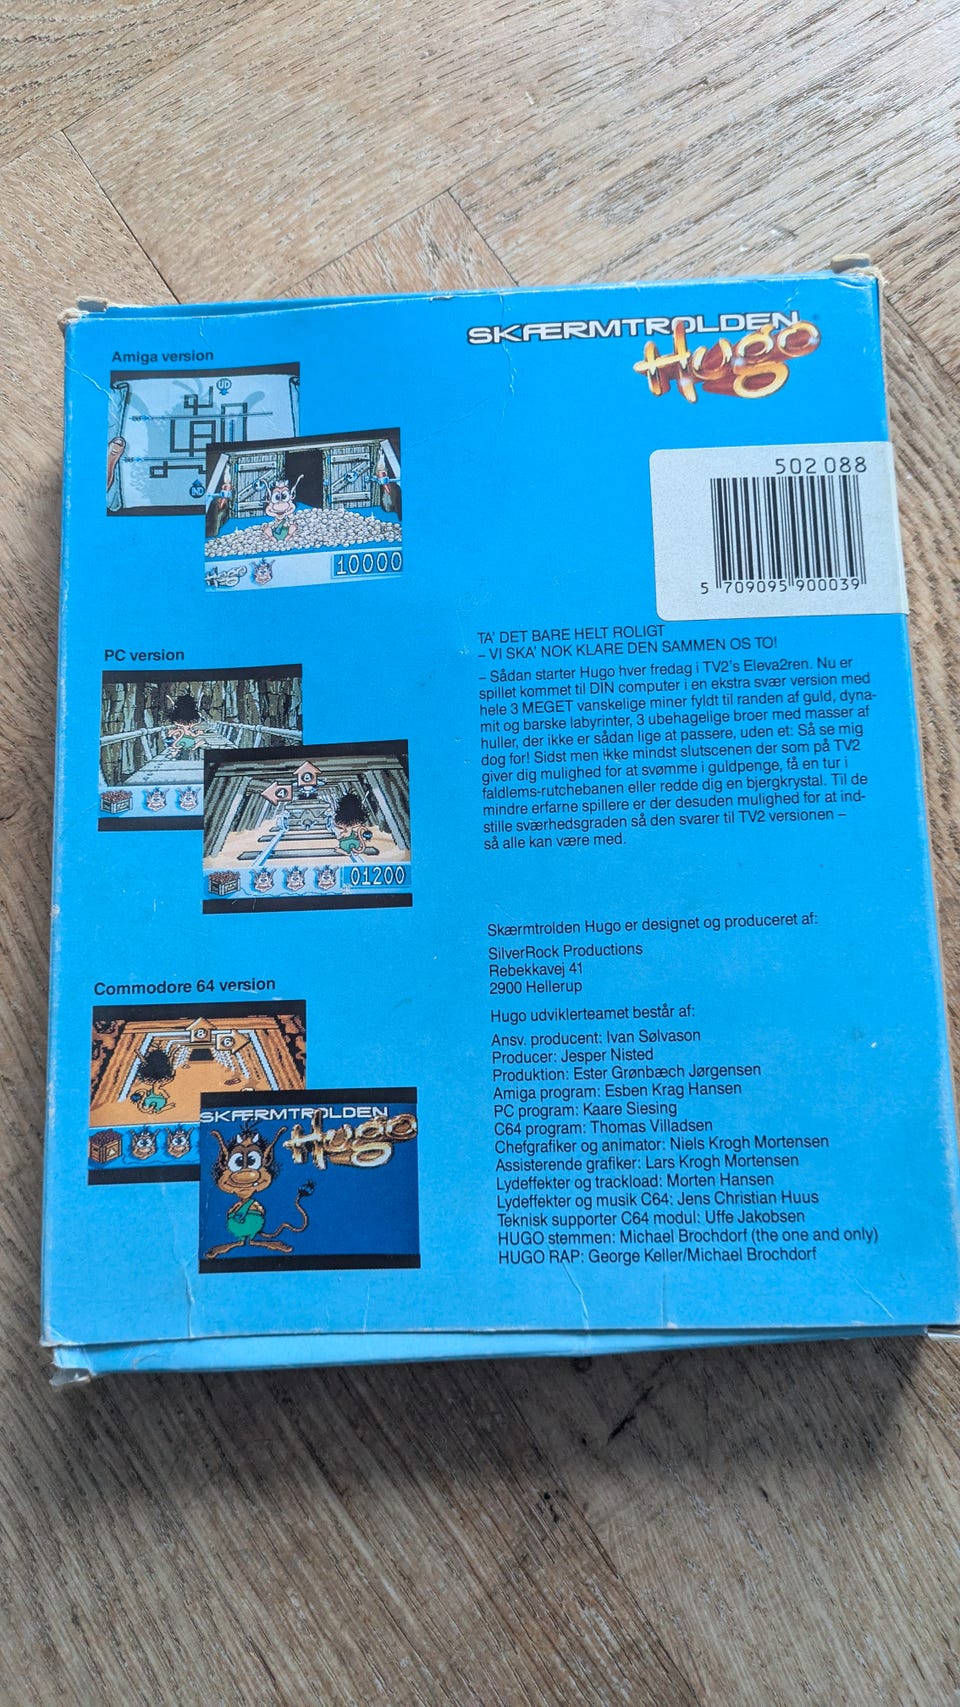 SKÆRMTROLDEN
Hugo
Amiga version
UD
IND
Hugo
10000
502 088
5 709095 900039
PC version
4
8
01200
TA' DET BARE HELT ROLIGT
– VI SKA' NOK KLARE DEN SAMMEN OS TO!
– Sådan starter Hugo hver fredag i TV2's Eleva2ren. Nu er
spillet kommet til DIN computer i en ekstra svær version med
hele 3 MEGET vanskelige miner fyldt til randen af guld, dyna-
mit og barske labyrinter, 3 ubehagelige broer med masser af
huller, der ikke er sådan lige at passere, uden et: Så se mig
dog for! Sidst men ikke mindst slutscenen der som på TV2
giver dig mulighed for at svømme i guldpenge, få en tur i
faldlems-rutchebanen eller redde dig en bjergkrystal. Til de
mindre erfarne spillere er der desuden mulighed for at ind-
stille sværhedsgraden så den svarer til TV2 versionen –
så alle kan være med.
Commodore 64 version
8
6
SKÆRMTROLDEN
Hugo
Skærmtrolden Hugo er designet og produceret af:
SilverRock Productions
Rebekkavej 41
2900 Hellerup
Hugo udviklerteamet består af:
Ansv. producent: Ivan Sølvason
Producer: Jesper Nisted
Produktion: Ester Grønbæch Jørgensen
Amiga program: Esben Krag Hansen
PC program: Kaare Siesing
C64 program: Thomas Villadsen
Chefgrafiker og animator: Niels Krogh Mortensen
Assisterende grafiker: Lars Krogh Mortensen
Lydeffekter og trackload: Morten Hansen
Lydeffekter og musik C64: Jens Christian Huus
Teknisk supporter C64 modul: Uffe Jakobsen
HUGO stemmen: Michael Brochdorf (the one and only)
HUGO RAP: George Keller/Michael Brochdorf